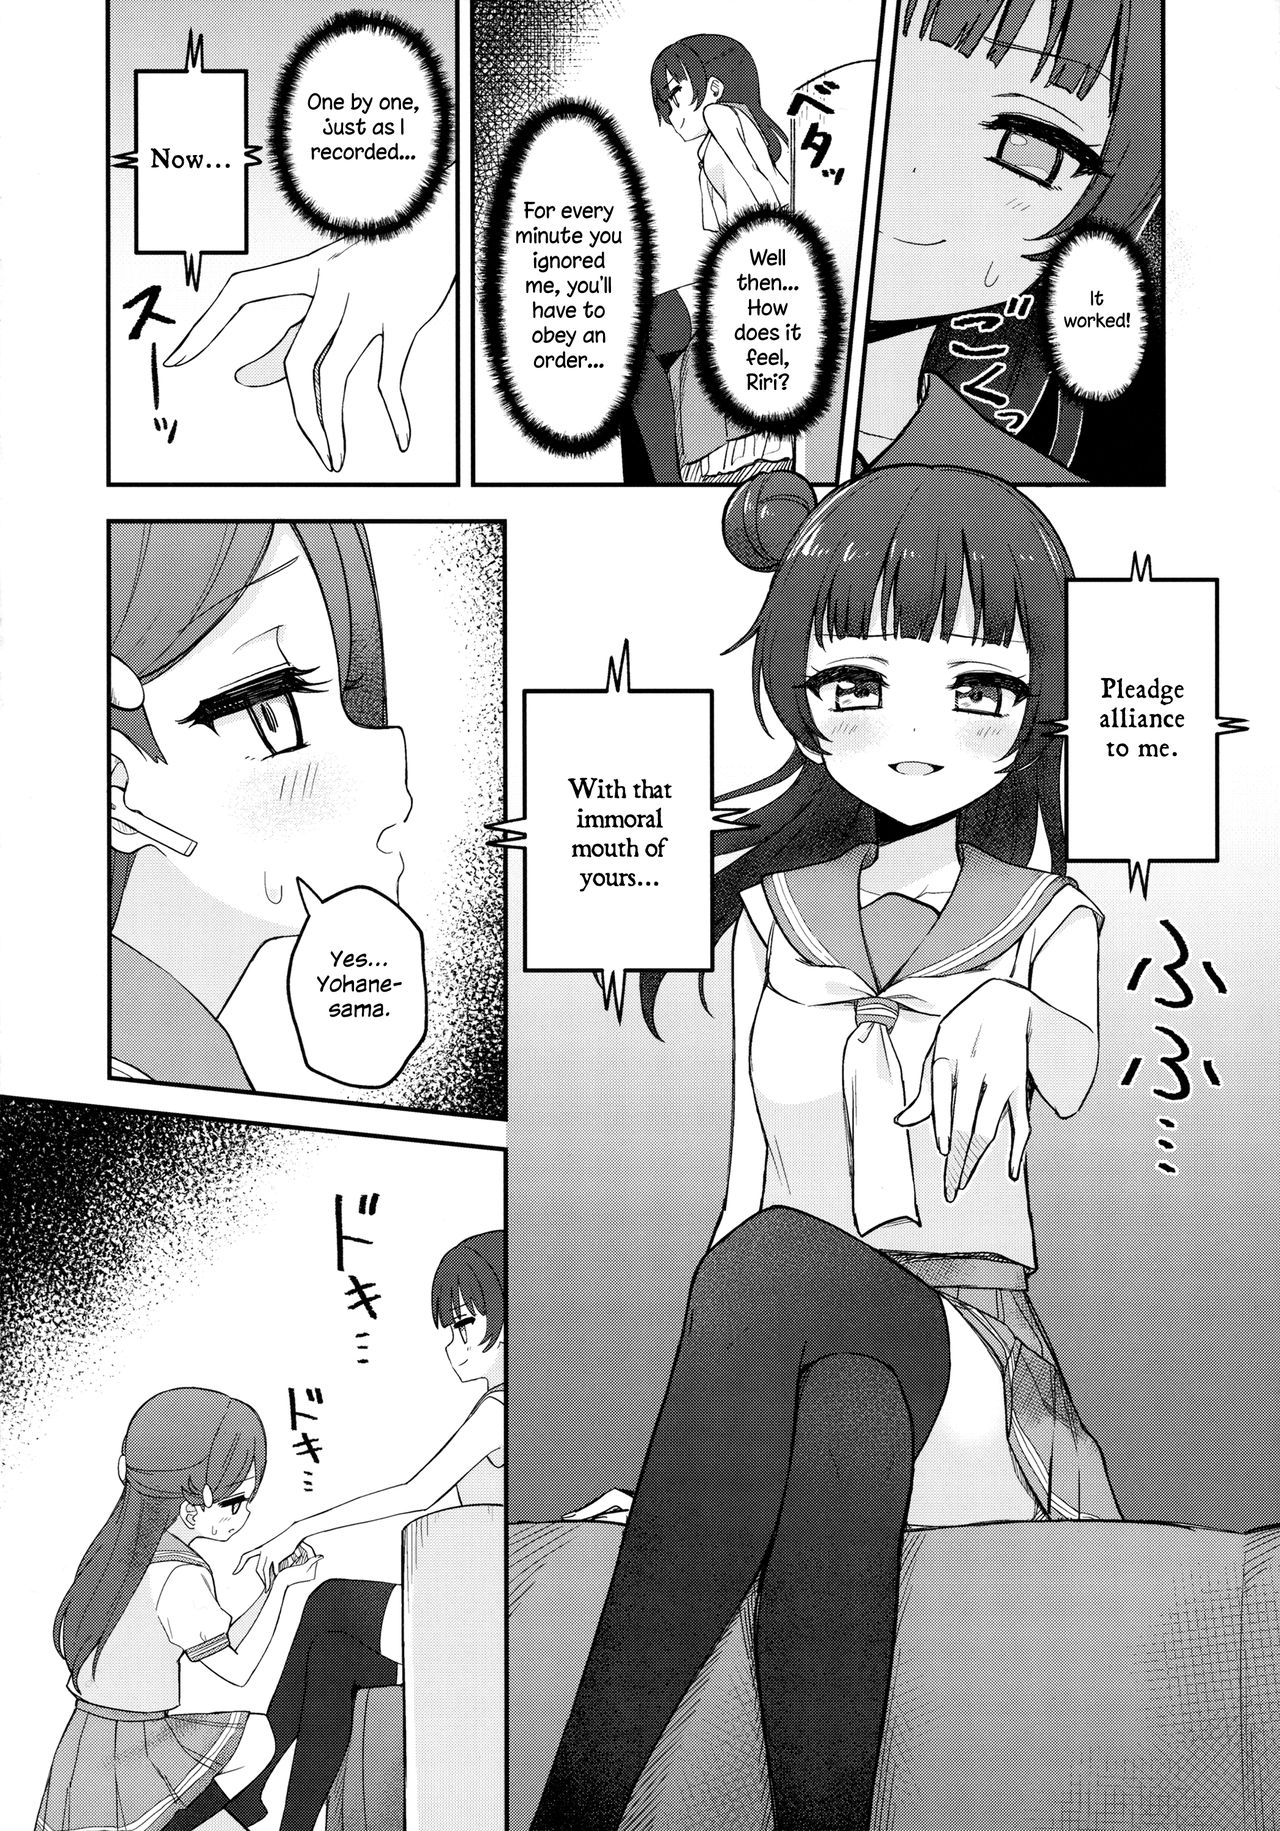 It
worked!
ごくっ
Well
then...
How
does it
feel,
Riri?
ベタッ
For every
minute you
ignored
me, you'll
have to
obey an
order...
One by one,
just as I
recorded...
Now...
スーッ
Pleadge
alliance
to me.
ふふ…
With that
immoral
mouth of
yours...
Yes...
Yohane-
sama.
ドキ…
ドキ…